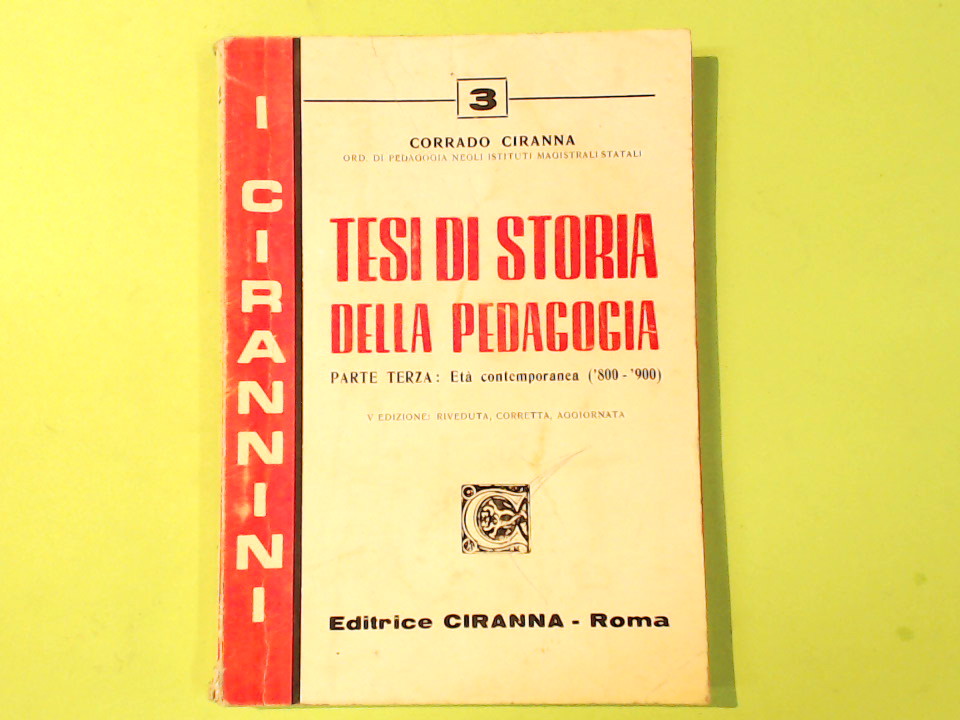 I CIRANNINI
3
CORRADO CIRANNA
ORD. DI PEDAGOGIA NEGLI ISTITUTI MAGISTRALI STATALI
TESI DI STORIA
DELLA PEDAGOGIA
PARTE TERZA: Età contemporanea ('800-'900)
V EDIZIONE: RIVEDUTA, CORRETTA, AGGIORNATA
Editrice CIRANNA - Roma